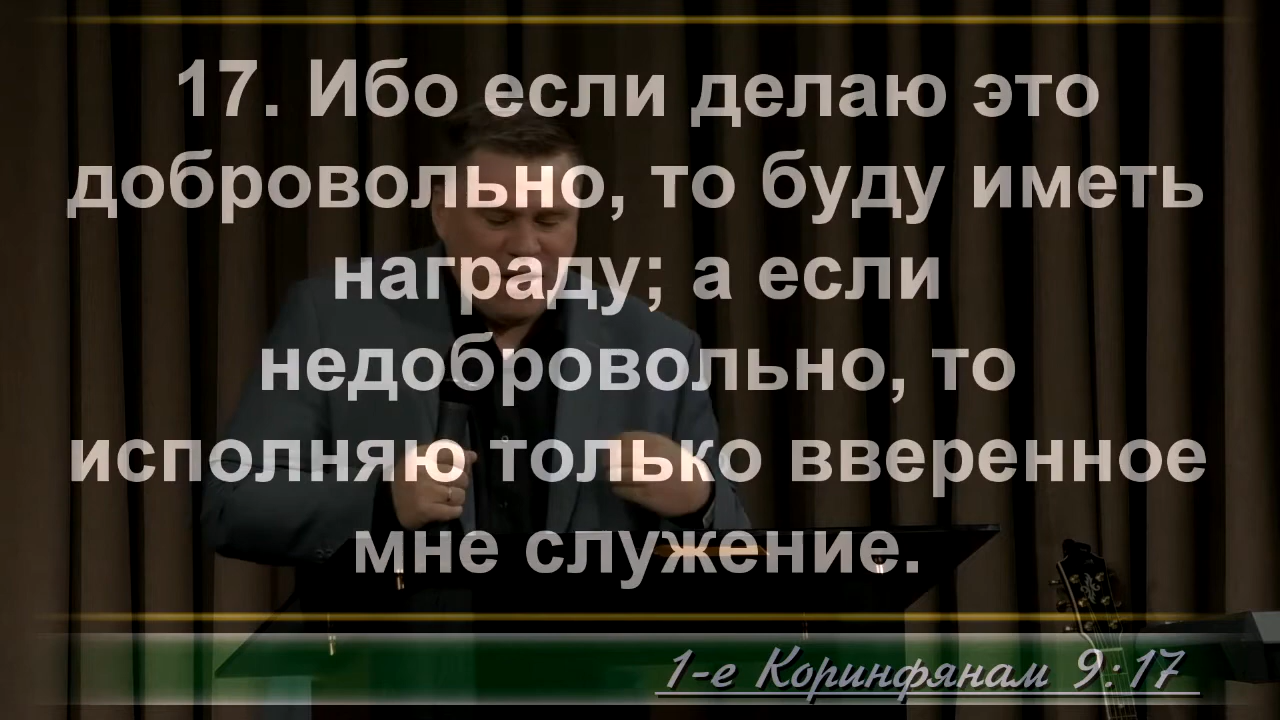 17. Ибо если делаю это
добровольно, то буду иметь
награду; а если
недобровольно, то
исполняю только вверенное
мне служение.
1-е Коринфянам 9:17